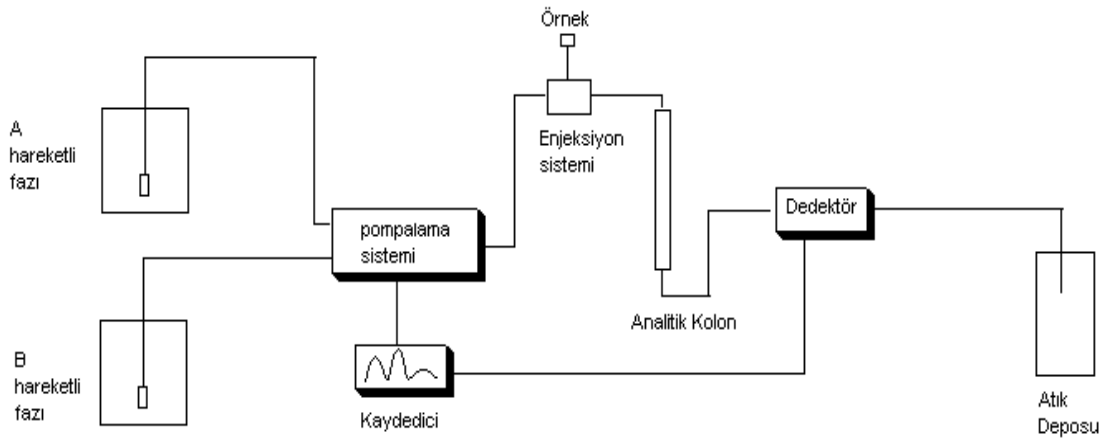 Örnek
A
hareketli
fazı
Enjeksiyon
sistemi
pompalama
sistemi
Dedektör
Analitik Kolon
B
hareketli
fazı
Kaydedici
Atık
Deposu